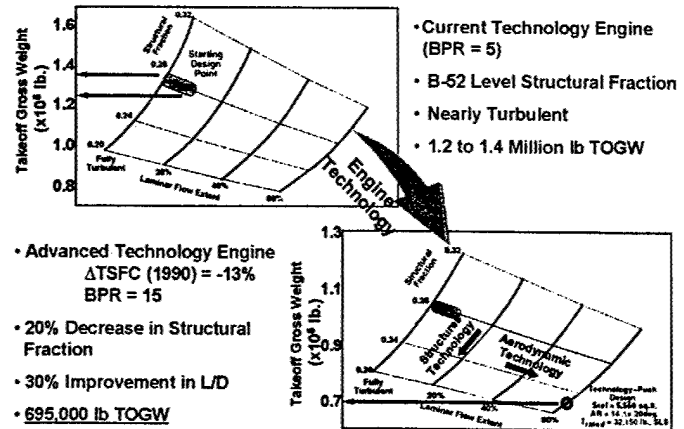 Takeoff Gross Weight
(x10⁶ lb.)
1.6
1.4
1.2
1.0
0.8
Structural
Fraction
0.32
0.28
0.24
0.20
Starting
Design
Point
Fully
Turbulent
20%
40%
60%
Laminar Flow Extent
•Current Technology Engine
(BPR = 5)
• B-52 Level Structural Fraction
• Nearly Turbulent
• 1.2 to 1.4 Million lb TOGW
Engine
Technology
• Advanced Technology Engine
ΔTSFC (1990) = -13%
BPR = 15
• 20% Decrease in Structural
Fraction
• 30% Improvement in L/D
• 695,000 lb TOGW
Takeoff Gross Weight
(x10⁶ lb.)
1.3
1.1
0.9
0.7
Structural
Fraction
0.32
0.24
0.20
Structural
Technology
Aerodynamic
Technology
Fully
Turbulent
20%
40%
60%
Laminar Flow Extent
Technology-Push
Design